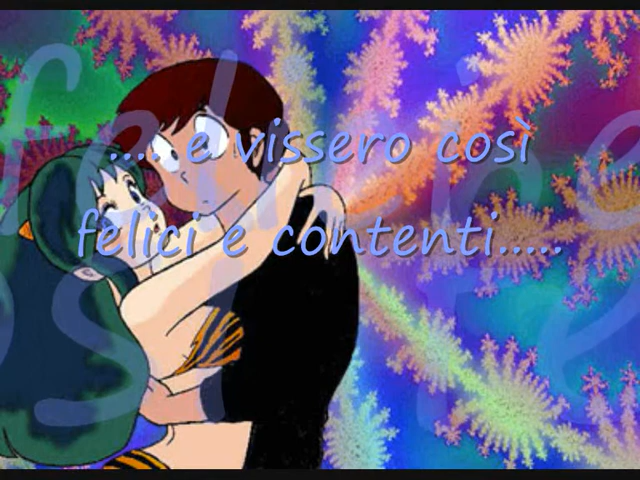 .... e vissero così
felici e contenti.....